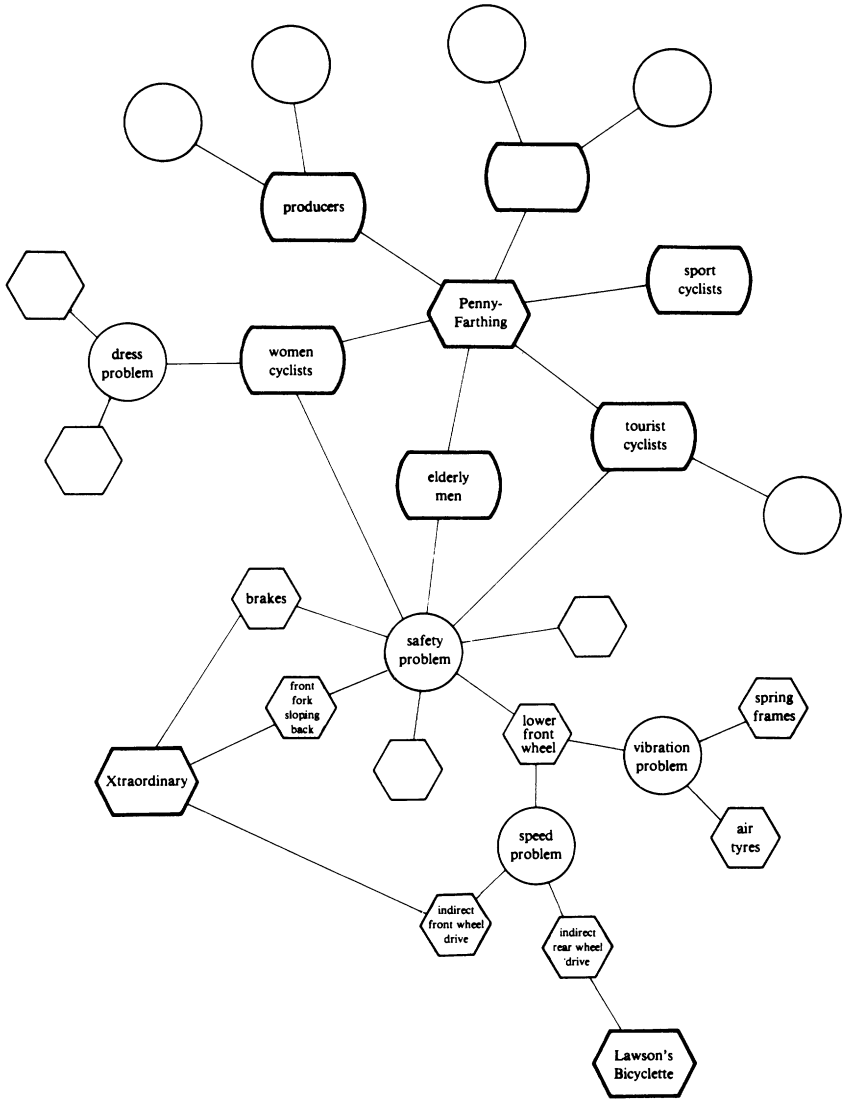 producers
sport
cyclists
Penny-
Farthing
women
cyclists
dress
problem
tourist
cyclists
elderly
men
brakes
safety
problem
front
fork
sloping
back
lower
front
wheel
spring
frames
vibration
problem
Xtraordinary
air
tyres
speed
problem
indirect
front wheel
drive
indirect
rear wheel
drive
Lawson's
Bicyclette